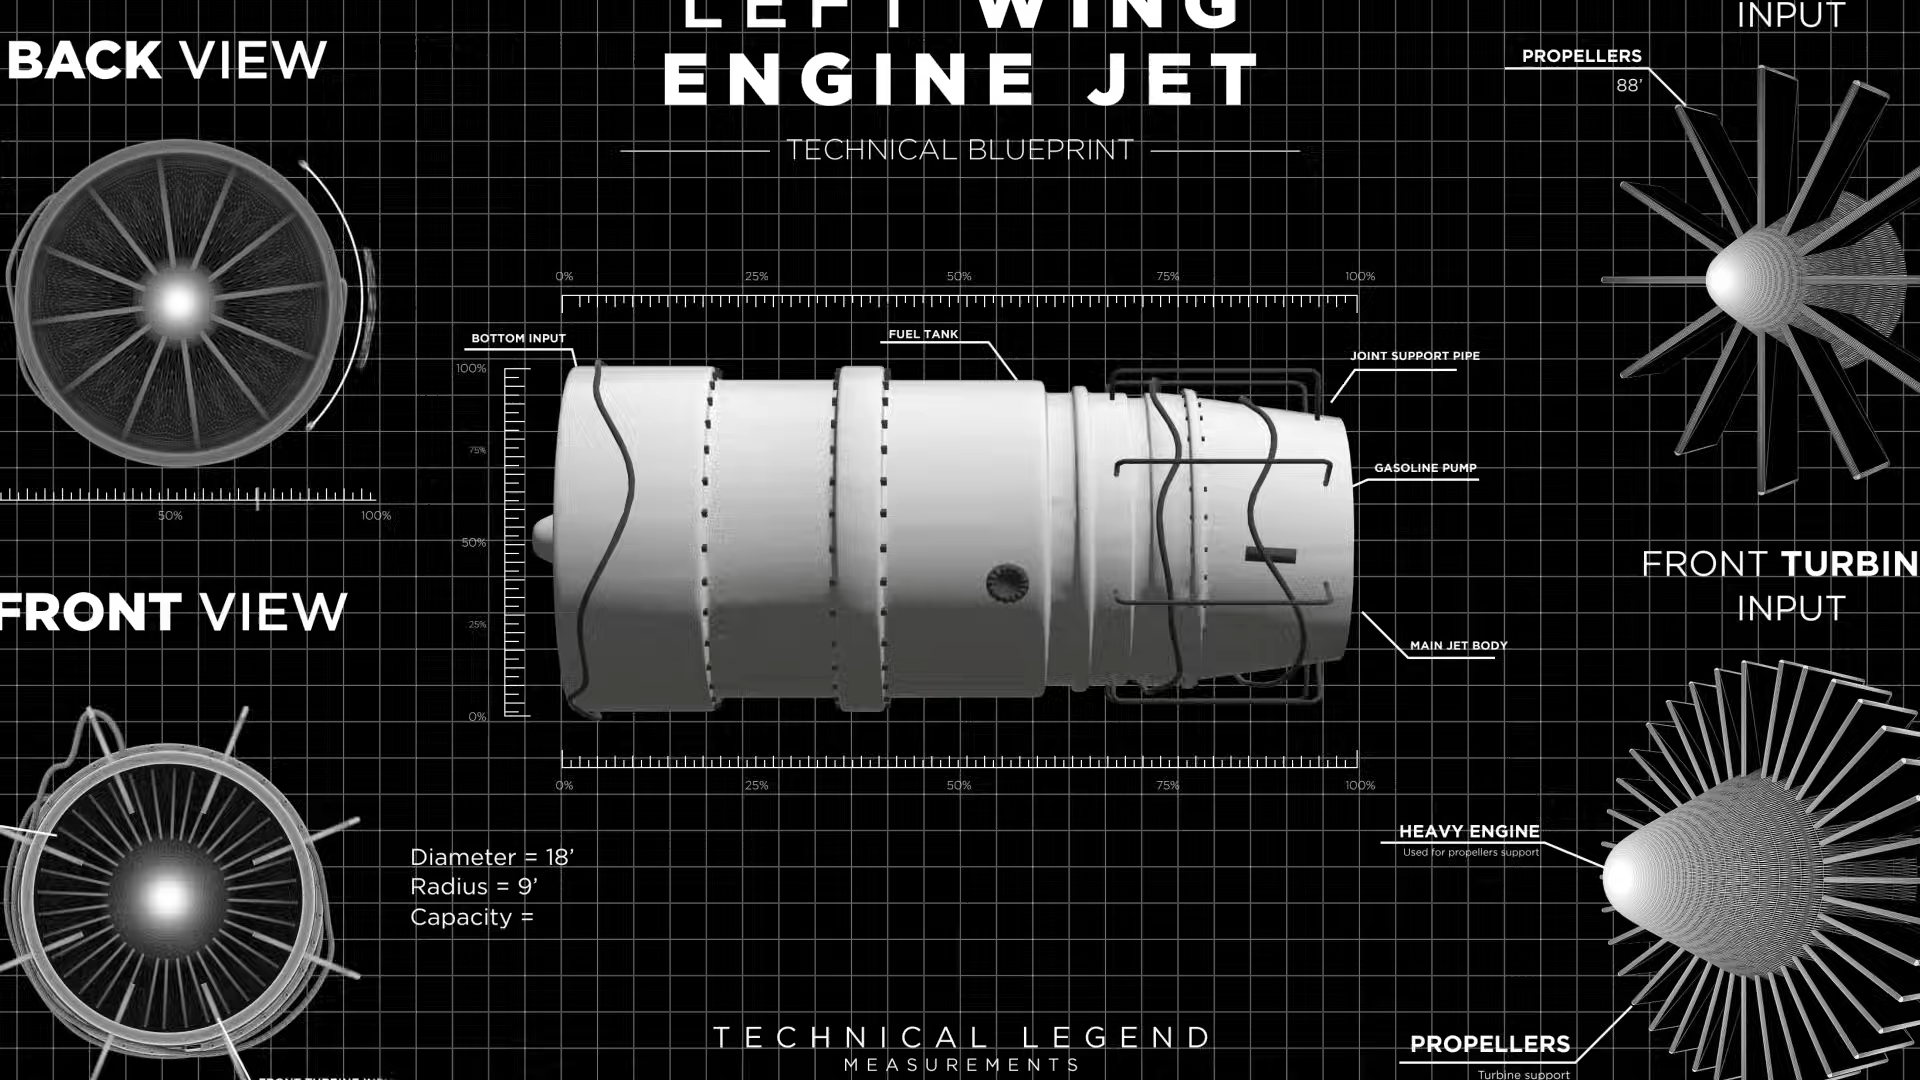 LEFT WING
ENGINE JET
TECHNICAL BLUEPRINT
BACK VIEW
50%
100%
FRONT VIEW
Diameter = 18’
Radius = 9’
Capacity =
0%
25%
50%
75%
100%
BOTTOM INPUT
FUEL TANK
JOINT SUPPORT PIPE
GASOLINE PUMP
MAIN JET BODY
100%
75%
50%
25%
0%
0%
25%
50%
75%
100%
TECHNICAL LEGEND
MEASUREMENTS
INPUT
PROPELLERS
88’
FRONT TURBIN
INPUT
HEAVY ENGINE
Used for propellers support
PROPELLERS
Turbine support